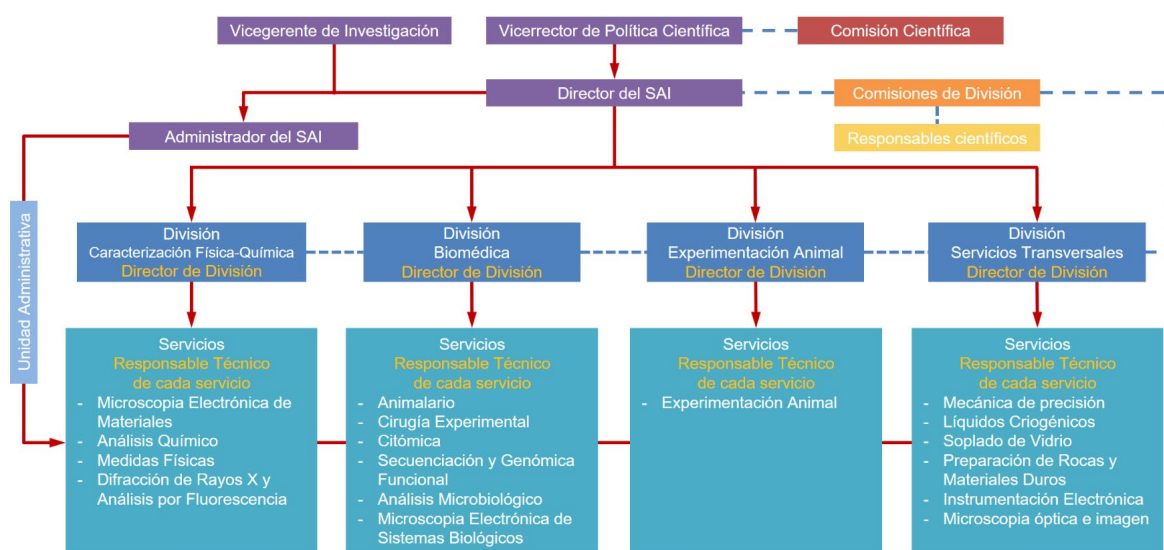 Vicegerente de Investigación
Vicerrector de Política Científica
Comisión Científica
Director del SAI
Comisiones de División
Administrador del SAI
Responsables científicos
Unidad Administrativa
División
Caracterización Física-Química
Director de División
División
Biomédica
Director de División
División
Experimentación Animal
Director de División
División
Servicios Transversales
Director de División
Servicios
Responsable Técnico
de cada servicio
- Microscopia Electrónica de
Materiales
- Análisis Químico
- Medidas Físicas
- Difracción de Rayos X y
Análisis por Fluorescencia
Servicios
Responsable Técnico
de cada servicio
- Animalario
- Cirugía Experimental
- Citómica
- Secuenciación y Genómica
Funcional
- Análisis Microbiológico
- Microscopia Electrónica de
Sistemas Biológicos
Servicios
Responsable Técnico
de cada servicio
- Experimentación Animal
Servicios
Responsable Técnico
de cada servicio
- Mecánica de precisión
- Líquidos Criogénicos
- Soplado de Vidrio
- Preparación de Rocas y
Materiales Duros
- Instrumentación Electrónica
- Microscopia óptica e imagen